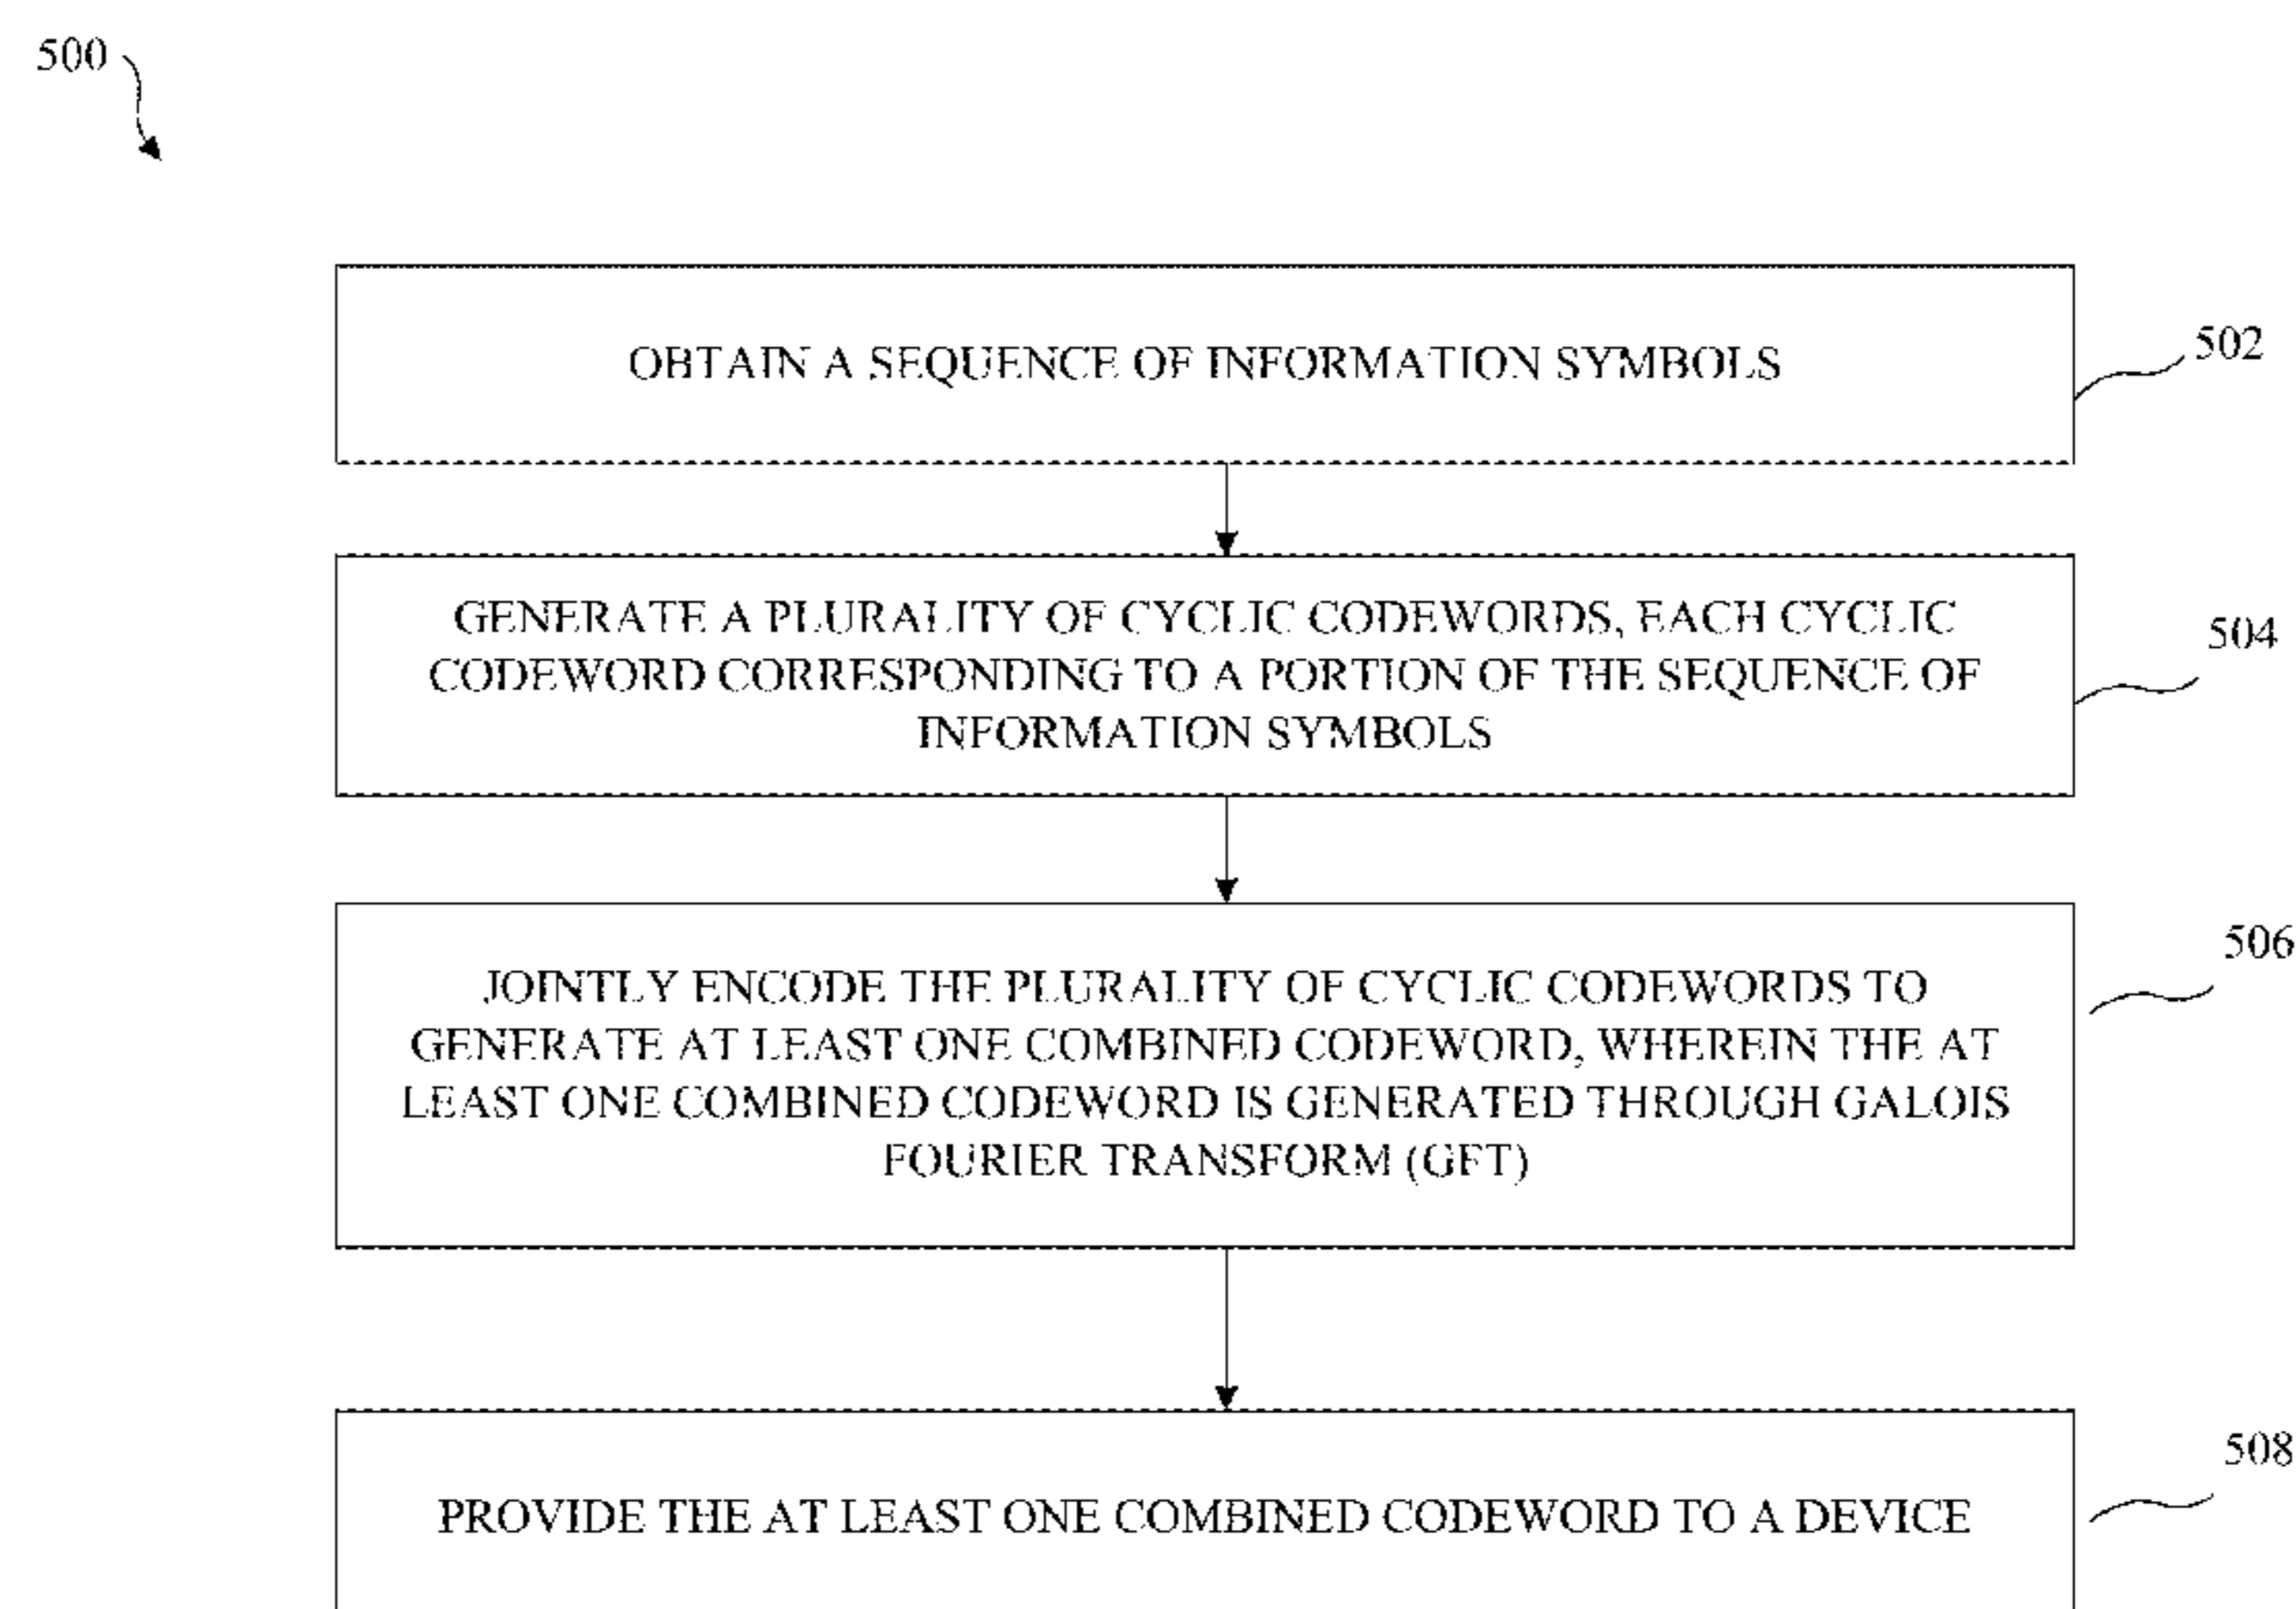 500
OBTAIN A SEQUENCE OF INFORMATION SYMBOLS
502
GENERATE A PLURALITY OF CYCLIC CODEWORDS, EACH CYCLIC
CODEWORD CORRESPONDING TO A PORTION OF THE SEQUENCE OF
INFORMATION SYMBOLS
504
JOINTLY ENCODE THE PLURALITY OF CYCLIC CODEWORDS TO
GENERATE AT LEAST ONE COMBINED CODEWORD, WHEREIN THE AT
LEAST ONE COMBINED CODEWORD IS GENERATED THROUGH GALOIS
FOURIER TRANSFORM (GFT)
506
PROVIDE THE AT LEAST ONE COMBINED CODEWORD TO A DEVICE
508